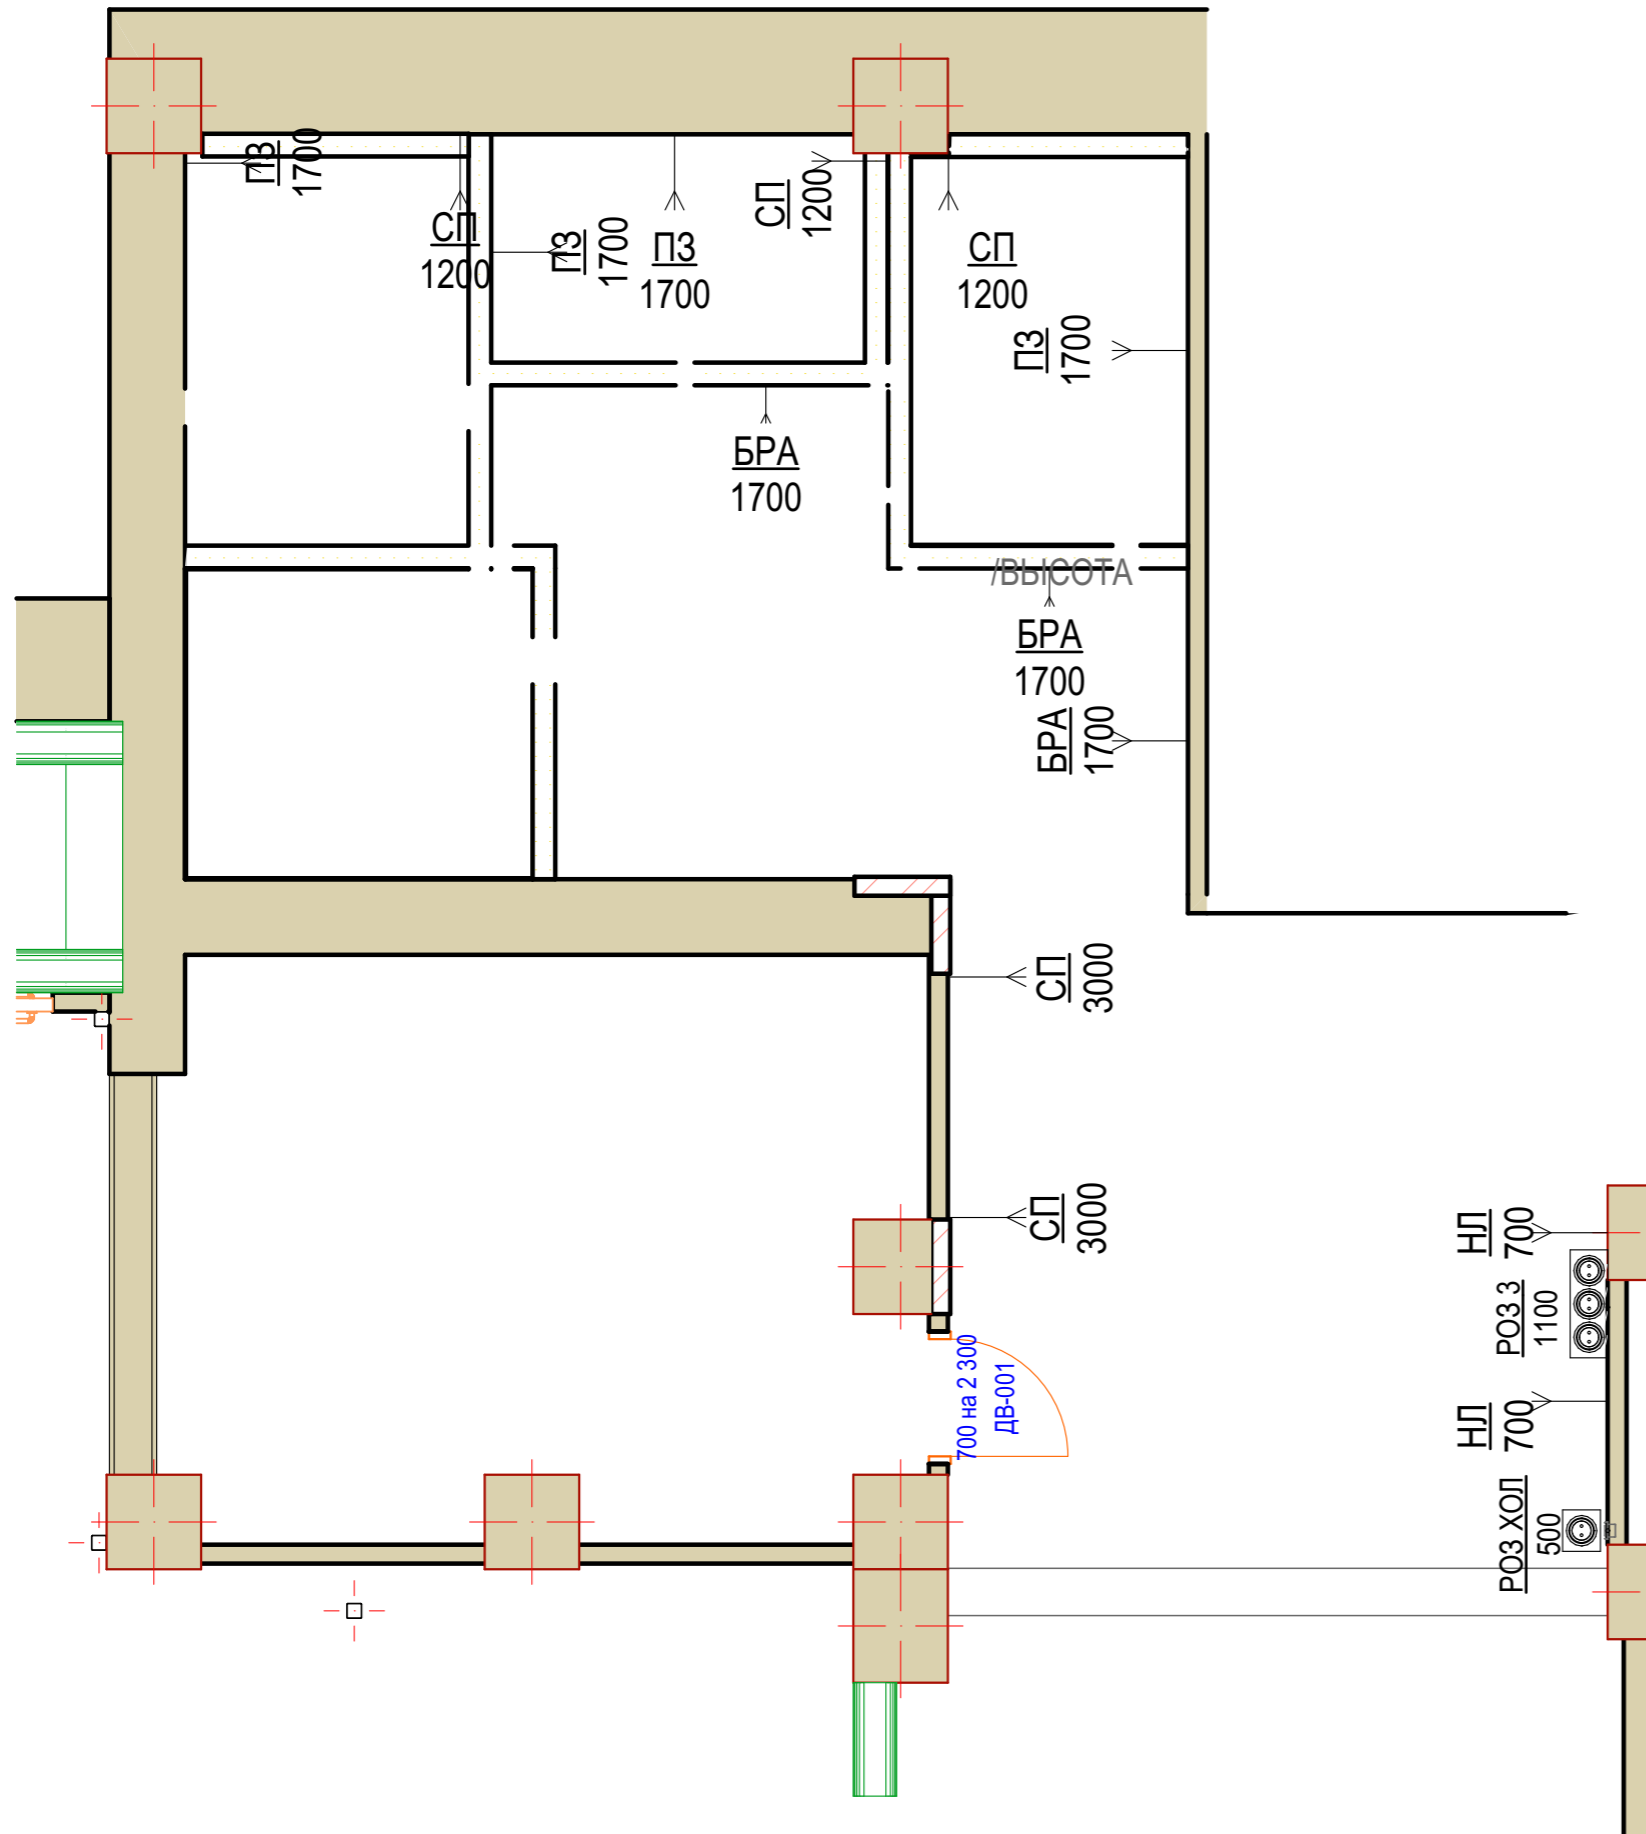 ПЗ
1700
СП
1200
ПЗ
1700
ПЗ
1700
СП
1200
СП
1200
ПЗ
1700
БРА
1700
/ВЫСОТА
БРА
1700
БРА
1700
СП
3000
СП
3000
НЛ
700
РОЗ 3
1100
700 на 2 300
ДВ-001
НЛ
700
РОЗ ХОЛ
500